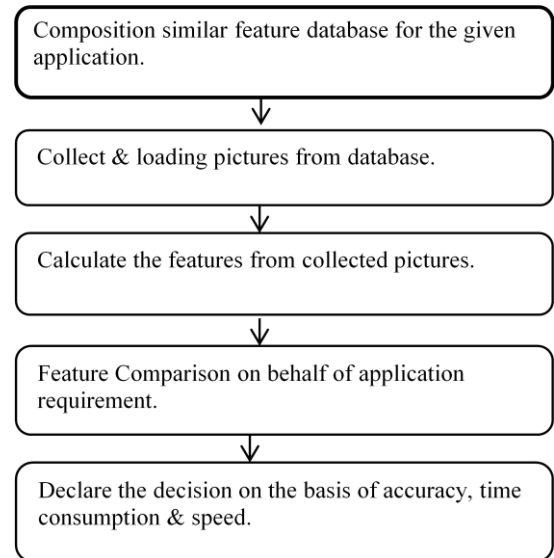 Composition similar feature database for the given
application.
Collect & loading pictures from database.
Calculate the features from collected pictures.
Feature Comparison on behalf of application
requirement.
Declare the decision on the basis of accuracy, time
consumption & speed.